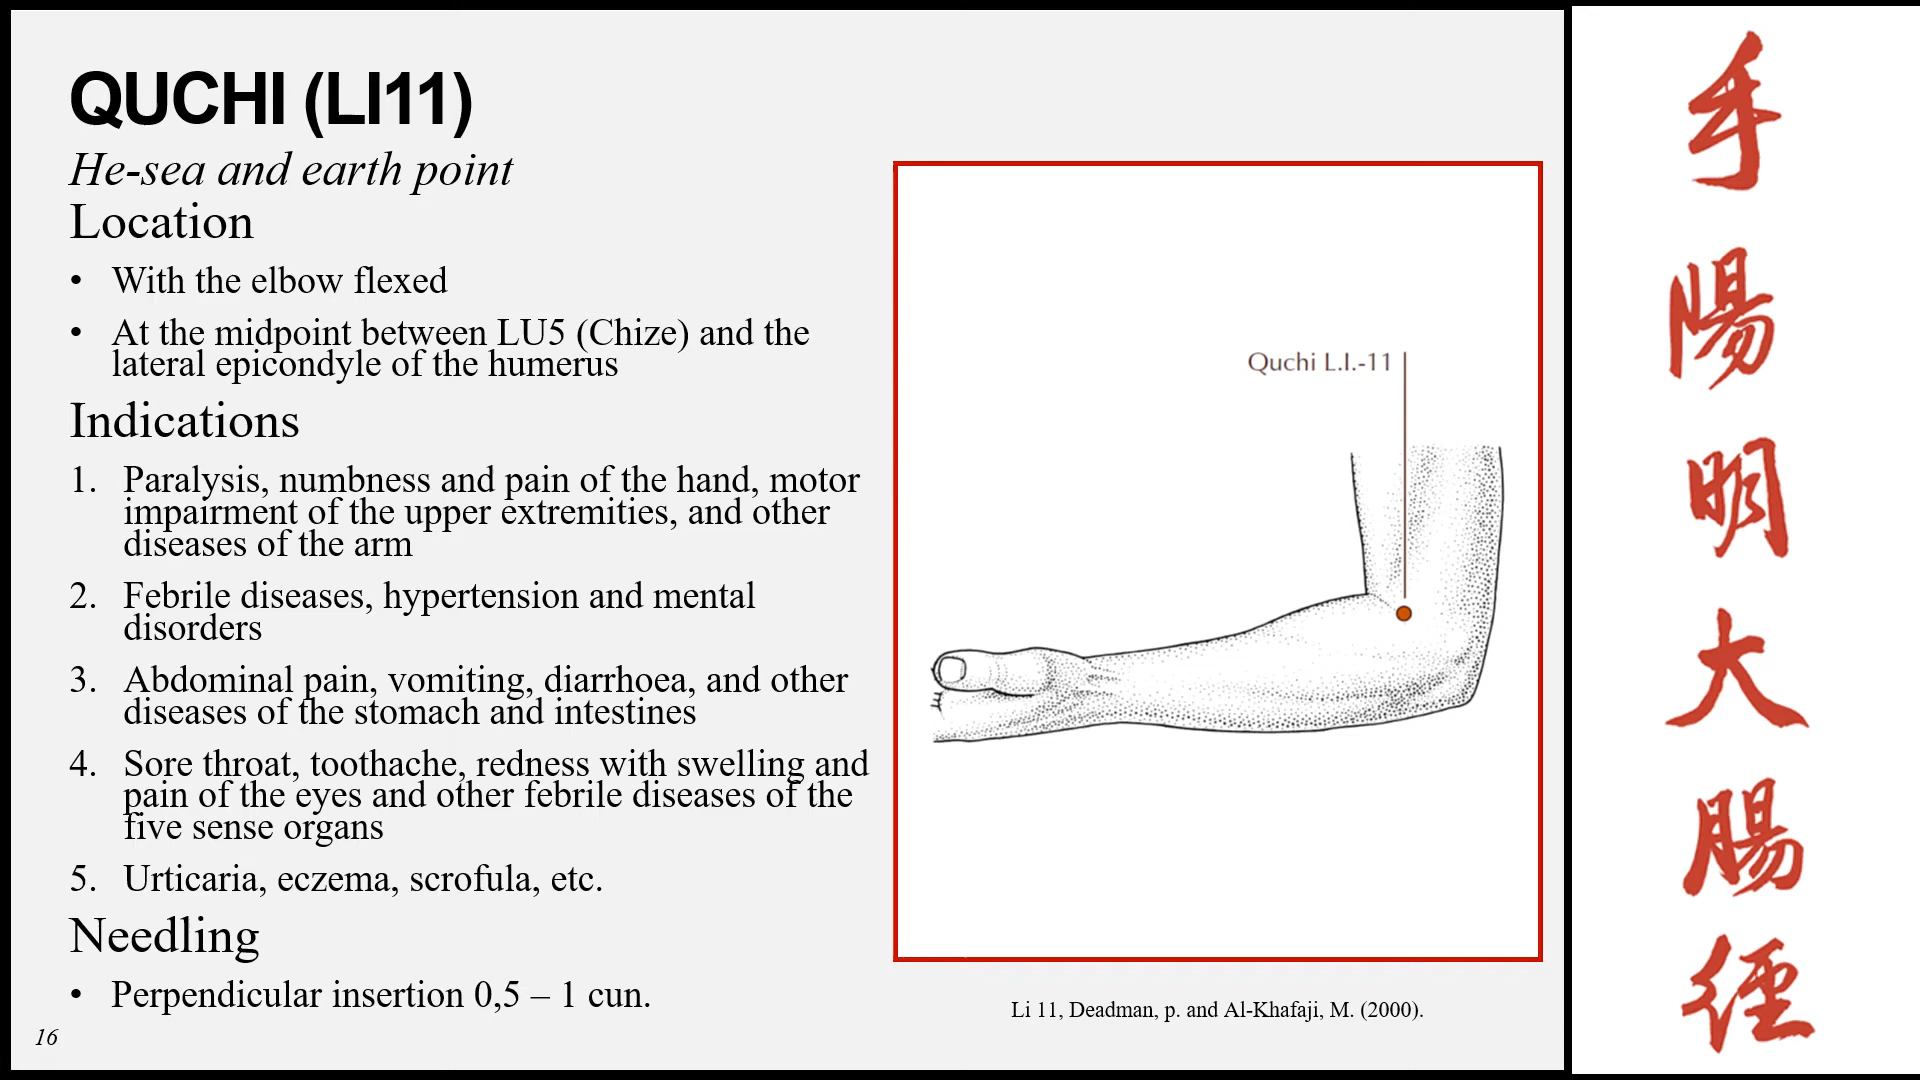 QUCHI (LI11)
He-sea and earth point
Location
• With the elbow flexed
• At the midpoint between LU5 (Chize) and the
lateral epicondyle of the humerus
Indications
1. Paralysis, numbness and pain of the hand, motor
impairment of the upper extremities, and other
diseases of the arm
2. Febrile diseases, hypertension and mental
disorders
3. Abdominal pain, vomiting, diarrhoea, and other
diseases of the stomach and intestines
4. Sore throat, toothache, redness with swelling and
pain of the eyes and other febrile diseases of the
five sense organs
5. Urticaria, eczema, scrofula, etc.
Needling
• Perpendicular insertion 0,5 – 1 cun.
16
Quchi L.I.-11
Li 11, Deadman, p. and Al-Khafaji, M. (2000).
手陽明大腸經